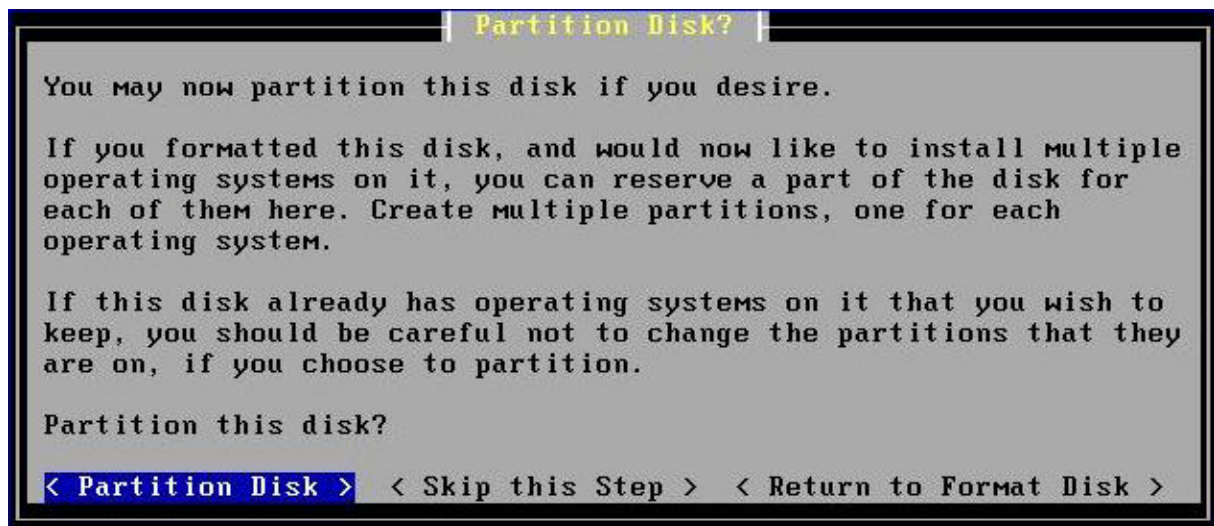 Partition Disk?
You may now partition this disk if you desire.
If you formatted this disk, and would now like to install multiple
operating systems on it, you can reserve a part of the disk for
each of them here. Create multiple partitions, one for each
operating system.
If this disk already has operating systems on it that you wish to
keep, you should be careful not to change the partitions that they
are on, if you choose to partition.
Partition this disk?
< Partition Disk > < Skip this Step > < Return to Format Disk >